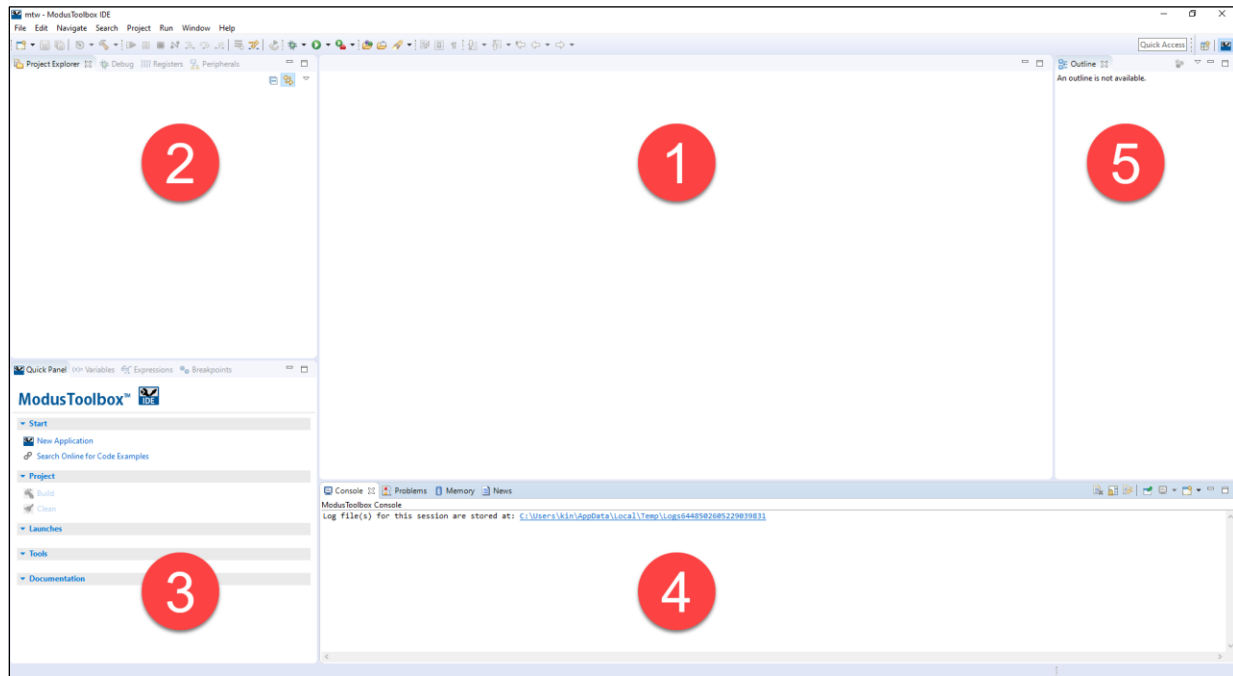 mtw - ModusToolbox IDE
File Edit Navigate Search Project Run Window Help
Quick Access
Project Explorer Debug Registers Peripherals
Outline
An outline is not available.
2
1
5
Quick Panel (x)= Variables Expressions Breakpoints
ModusToolbox™ IDE
Start
New Application
Search Online for Code Examples
Project
Build
Clean
Launches
Tools
Documentation
3
Console Problems Memory News
ModusToolbox Console
Log file(s) for this session are stored at: C:\Users\kin\AppData\Local\Temp\Logs6448502605229039831
4